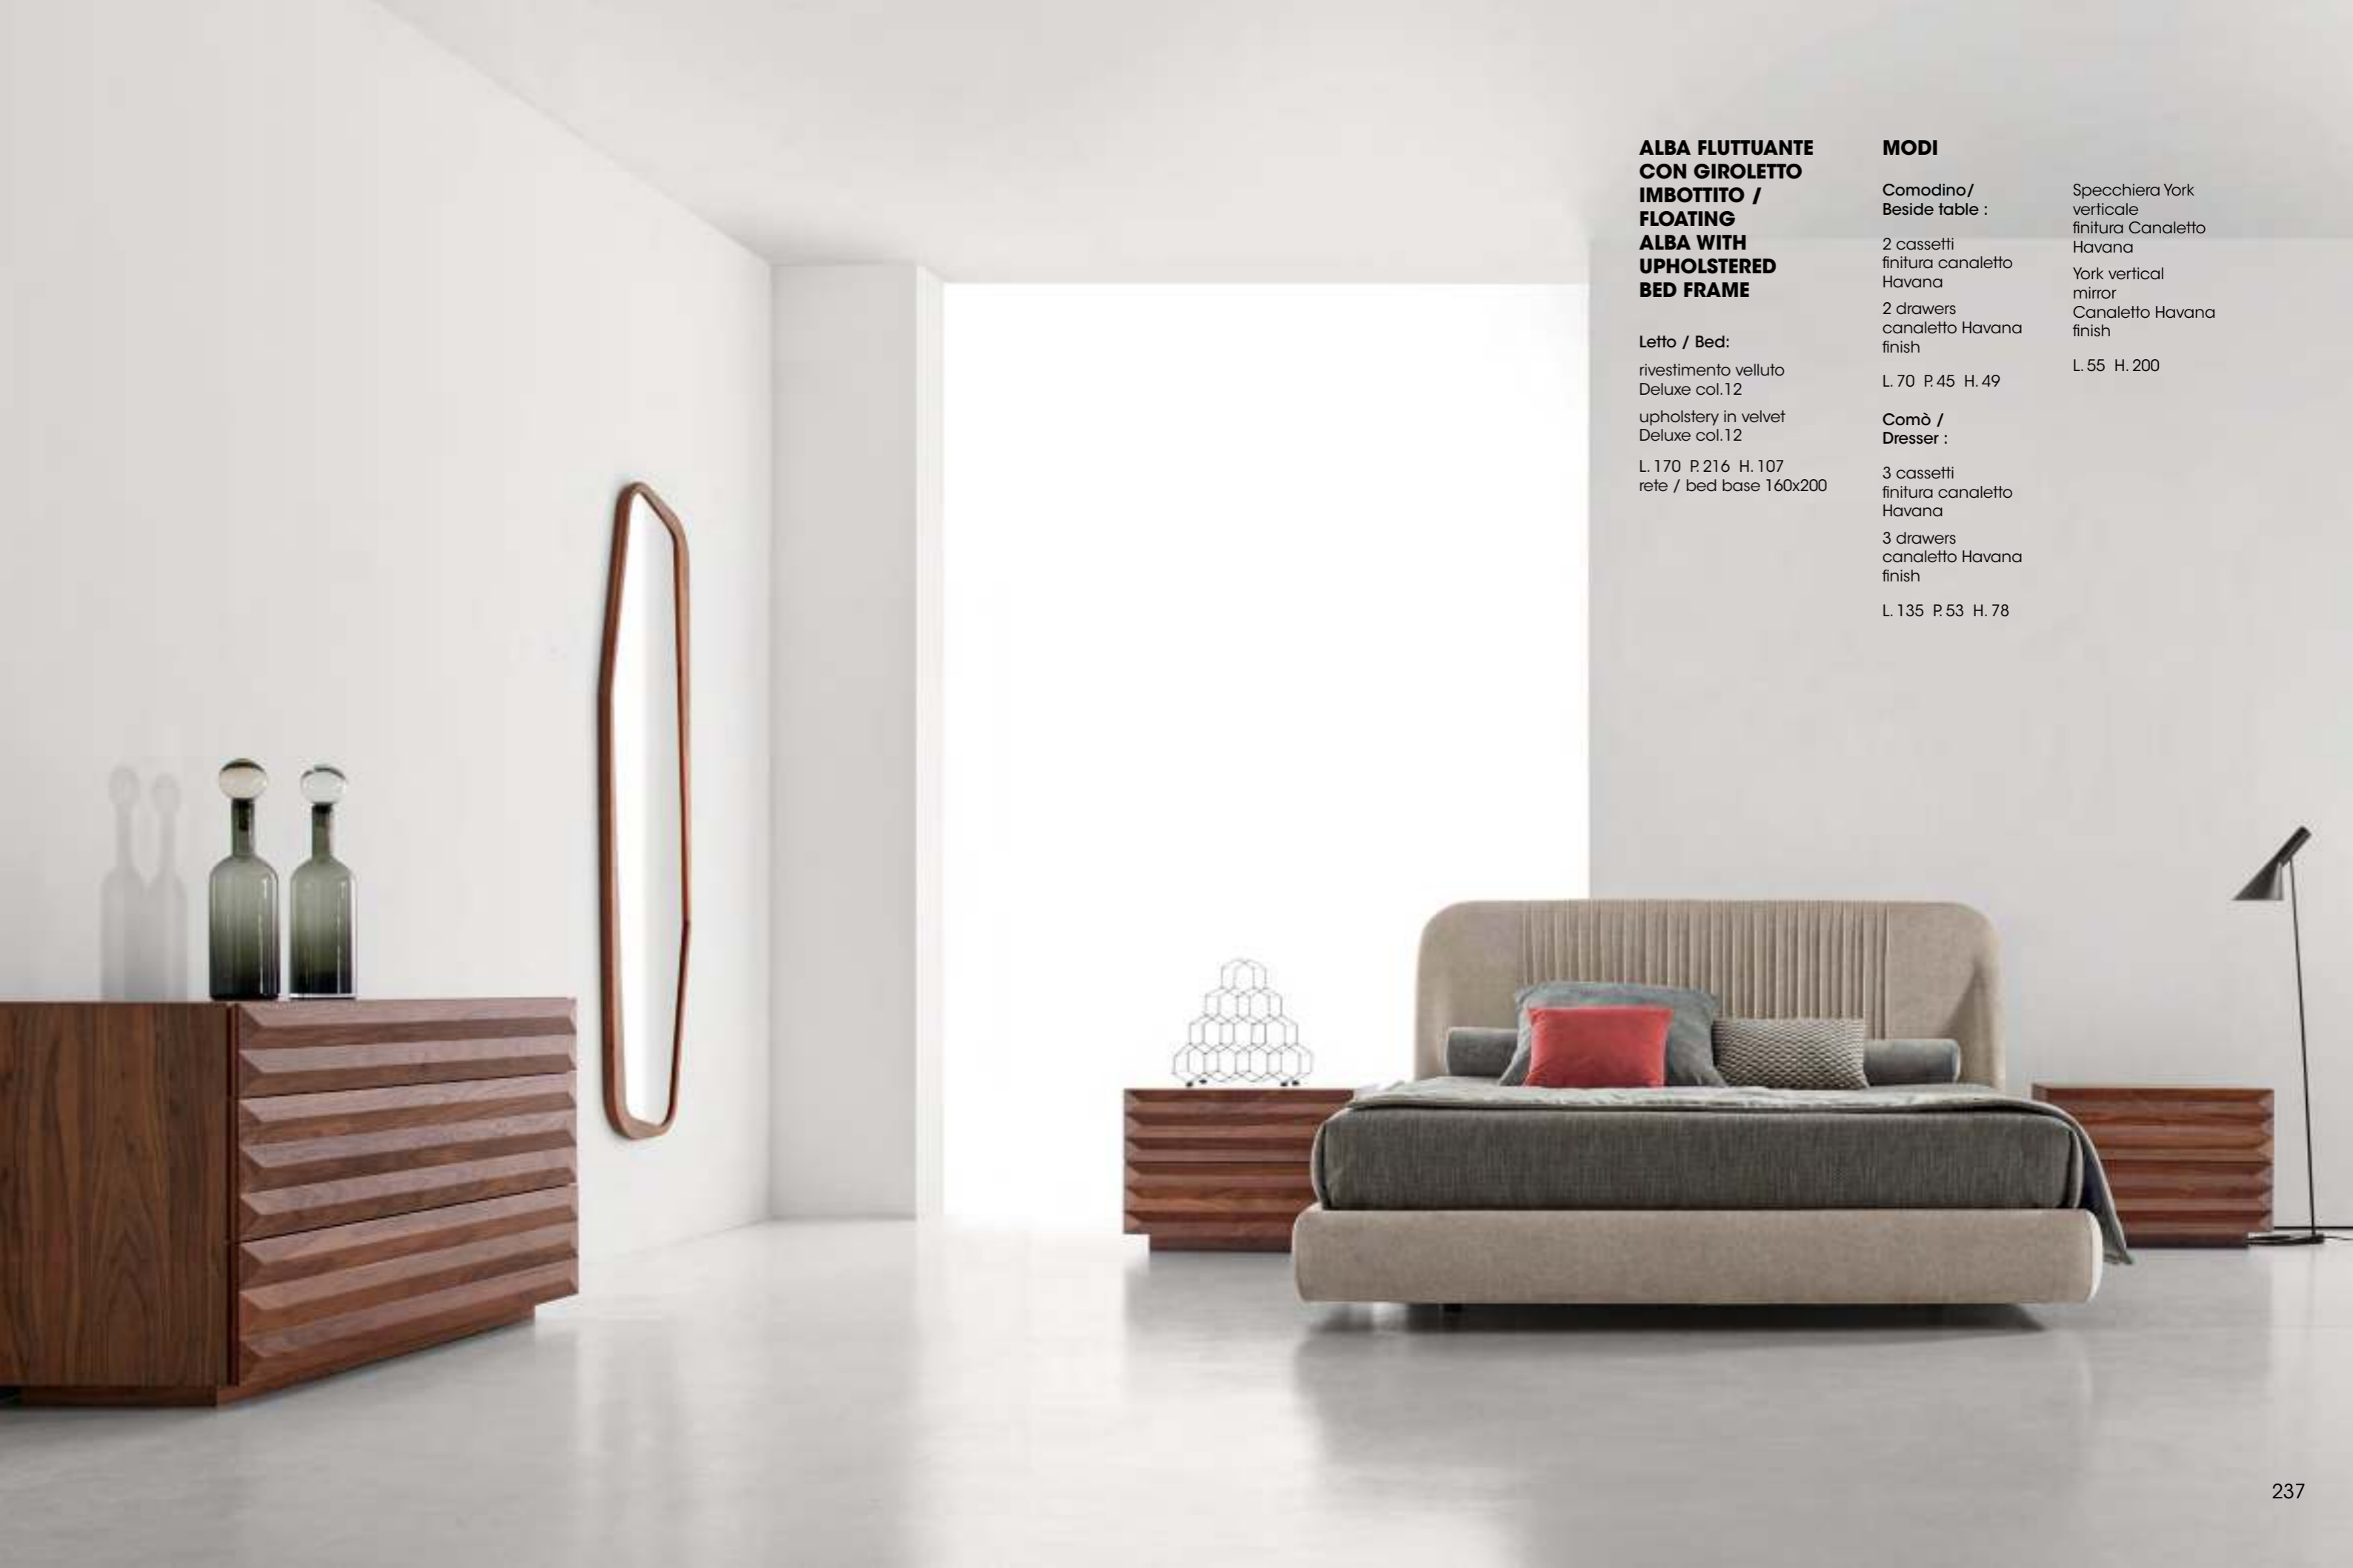 ALBA FLUTTUANTE
CON GIROLETTO
IMBOTTITO /
FLOATING
ALBA WITH
UPHOLSTERED
BED FRAME
Letto / Bed:
rivestimento velluto
Deluxe col.12
upholstery in velvet
Deluxe col.12
L. 170 P. 216 H. 107
rete / bed base 160x200
MODI
Comodino/
Beside table :
2 cassetti
finitura canaletto
Havana
2 drawers
canaletto Havana
finish
L. 70 P. 45 H. 49
Comò /
Dresser :
3 cassetti
finitura canaletto
Havana
3 drawers
canaletto Havana
finish
L. 135 P. 53 H. 78
Specchiera York
verticale
finitura Canaletto
Havana
York vertical
mirror
Canaletto Havana
finish
L. 55 H. 200
237